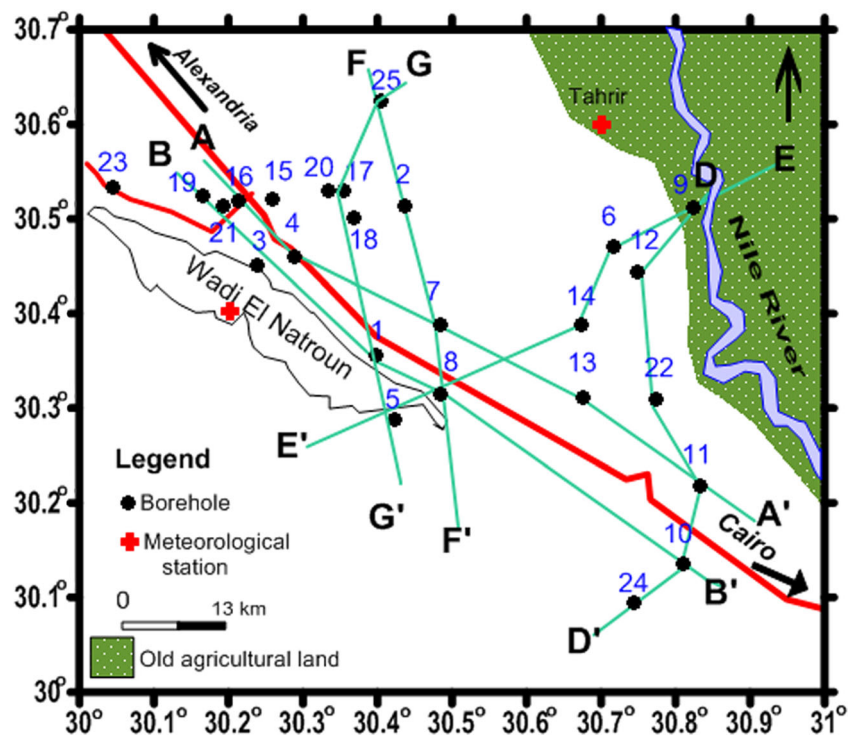 30.7°
30.6°
30.5°
30.4°
30.3°
30.2°
30.1°
30°
30°
30.1°
30.2°
30.3°
30.4°
30.5°
30.6°
30.7°
30.8°
30.9°
31°
Alexandria
F
G
25
Tahrir
A
B
E
D
23
19
16
15
20
17
2
9
21
3
4
18
6
12
Nile River
Wadi El Natroun
7
14
1
8
13
22
5
E'
G'
F'
11
A'
10
Cairo
B'
24
D'
Legend
Borehole
Meteorological
station
0
13 km
Old agricultural land